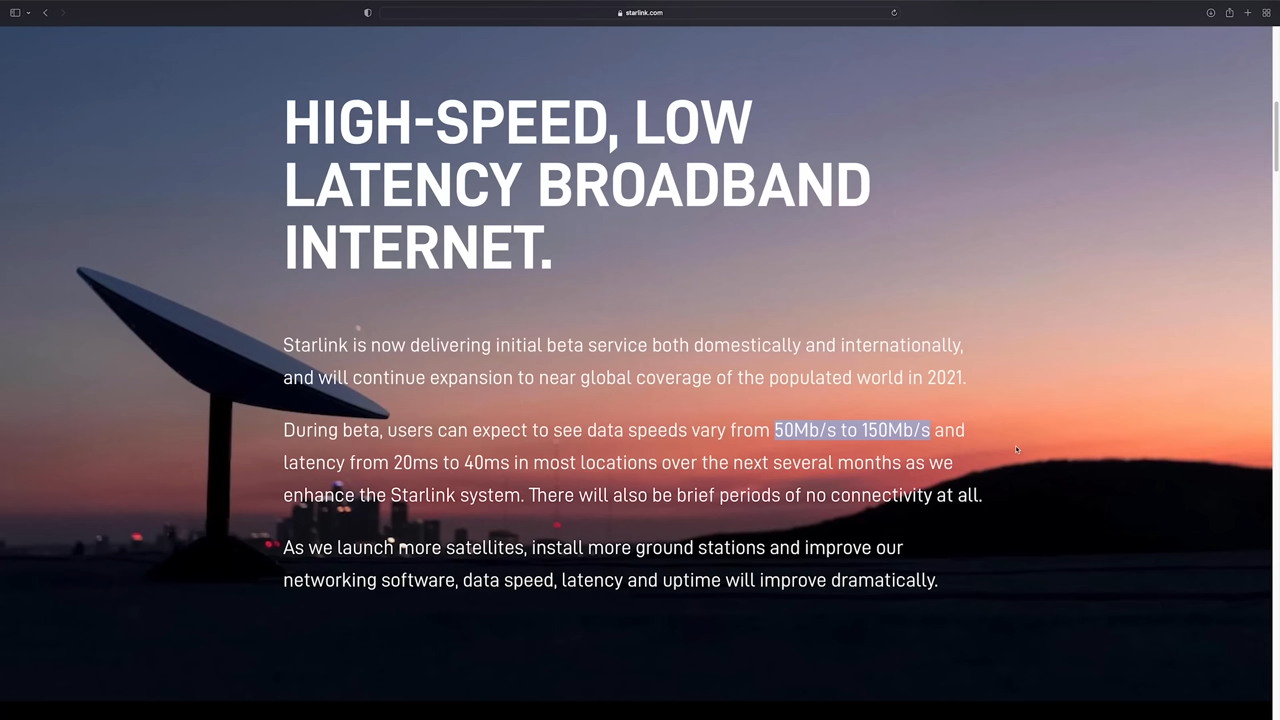 starlink.com
HIGH-SPEED, LOW
LATENCY BROADBAND
INTERNET.
Starlink is now delivering initial beta service both domestically and internationally,
and will continue expansion to near global coverage of the populated world in 2021.
During beta, users can expect to see data speeds vary from 50Mb/s to 150Mb/s and
latency from 20ms to 40ms in most locations over the next several months as we
enhance the Starlink system. There will also be brief periods of no connectivity at all.
As we launch more satellites, install more ground stations and improve our
networking software, data speed, latency and uptime will improve dramatically.